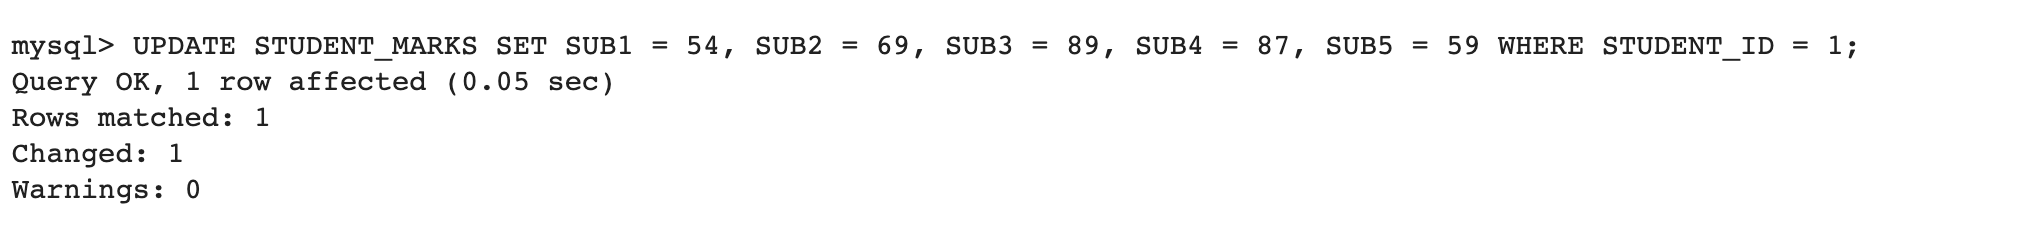 mysql> UPDATE STUDENT_MARKS SET SUB1 = 54, SUB2 = 69, SUB3 = 89, SUB4 = 87, SUB5 = 59 WHERE STUDENT_ID = 1;
Query OK, 1 row affected (0.05 sec)
Rows matched: 1
Changed: 1
Warnings: 0